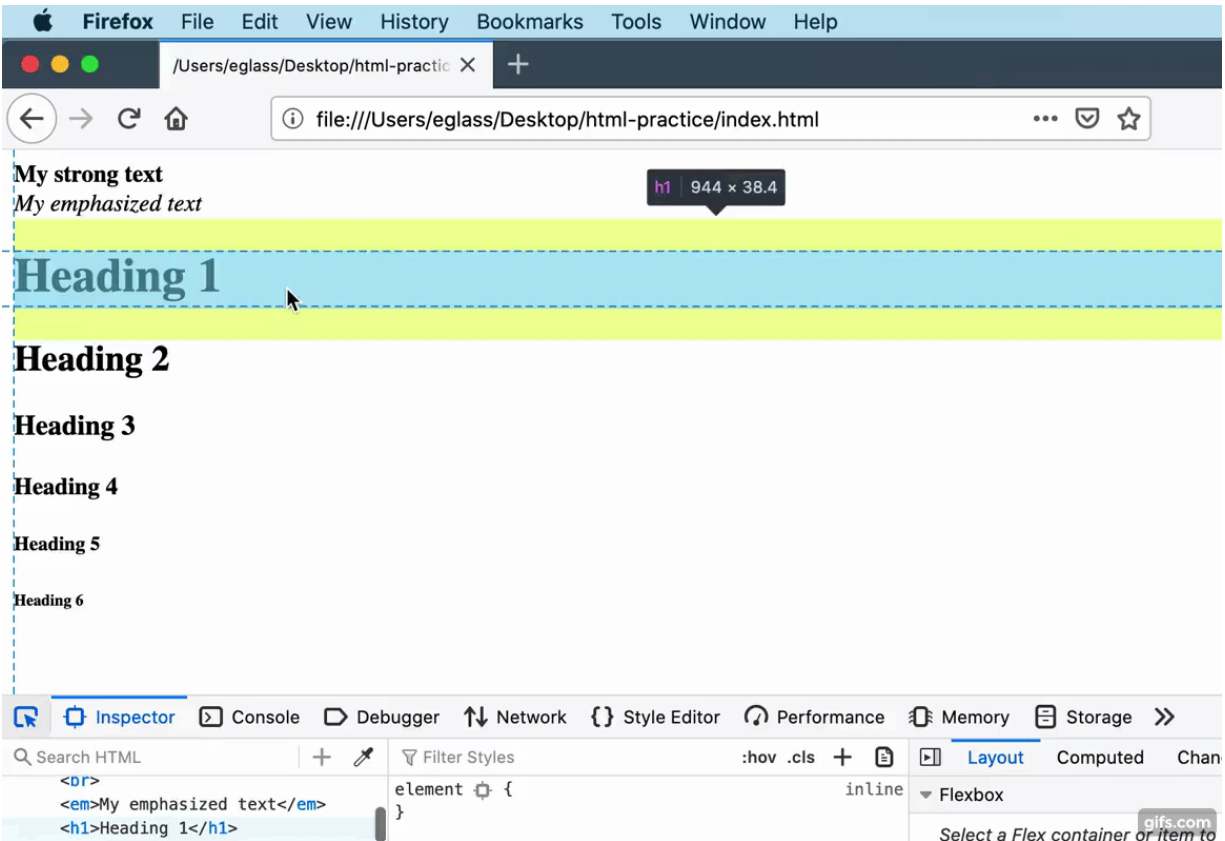 Firefox File Edit View History Bookmarks Tools Window Help
/Users/eglass/Desktop/html-practic
file:///Users/eglass/Desktop/html-practice/index.html
My strong text
h1 944 × 38.4
My emphasized text
Heading 1
Heading 2
Heading 3
Heading 4
Heading 5
Heading 6
Inspector Console Debugger Network {} Style Editor Performance Memory Storage
Search HTML + Filter Styles :hov .cls + Layout Computed Chan
<br>
element { inline
Flexbox
<em>My emphasized text</em>
}
<h1>Heading 1</h1>
gifs.com
Select a Flex container or item to